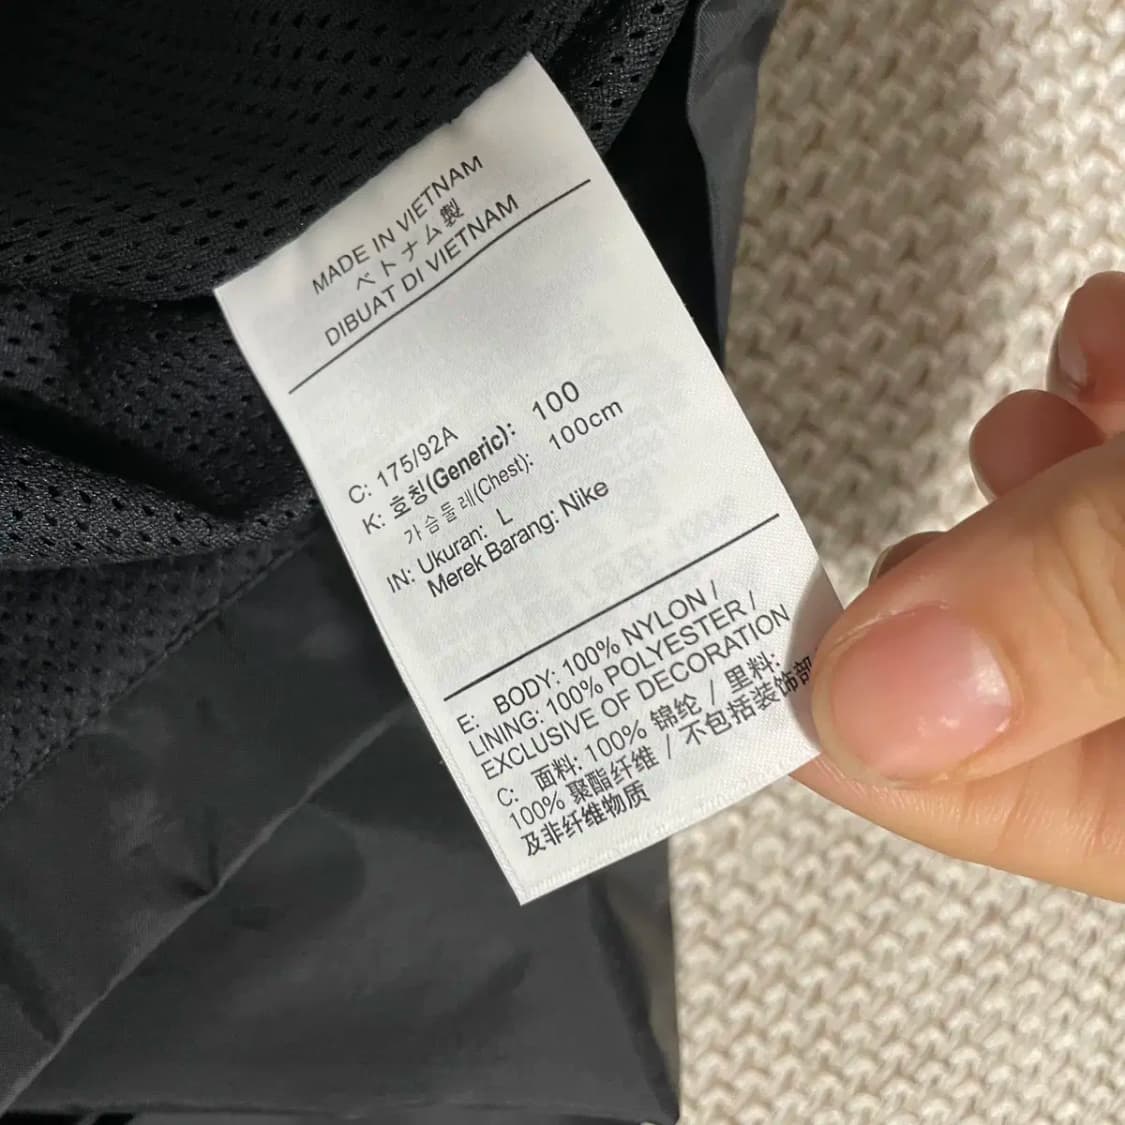 MADE IN VIETNAM
ベトナム製
DIBUAT DI VIETNAM
C: 175/92A
K: 호칭(Generic): 100
가슴둘레(Chest): 100cm
IN: Ukuran: L
Merek Barang: Nike
E: BODY: 100% NYLON /
LINING: 100% POLYESTER /
EXCLUSIVE OF DECORATION
C: 面料: 100% 锦纶 / 里料:
100% 聚酯纤维 / 不包括装饰部
及非纤维物质